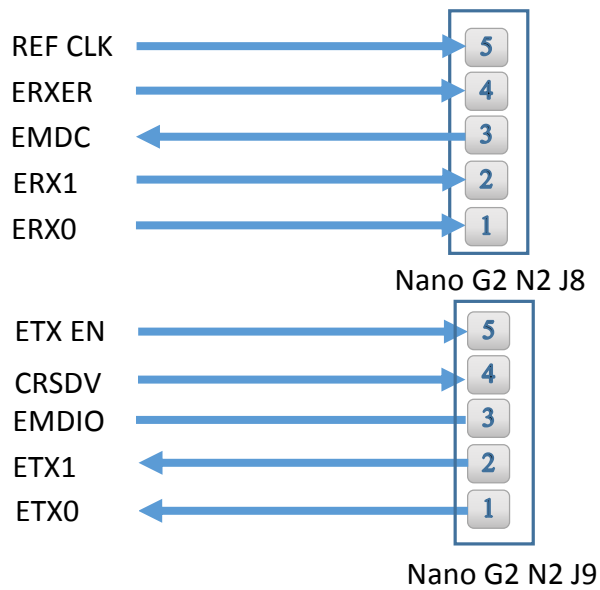 REF CLK 5
ERXER 4
EMDC 3
ERX1 2
ERX0 1
Nano G2 N2 J8
ETX EN 5
CRSDV 4
EMDIO 3
ETX1 2
ETX0 1
Nano G2 N2 J9